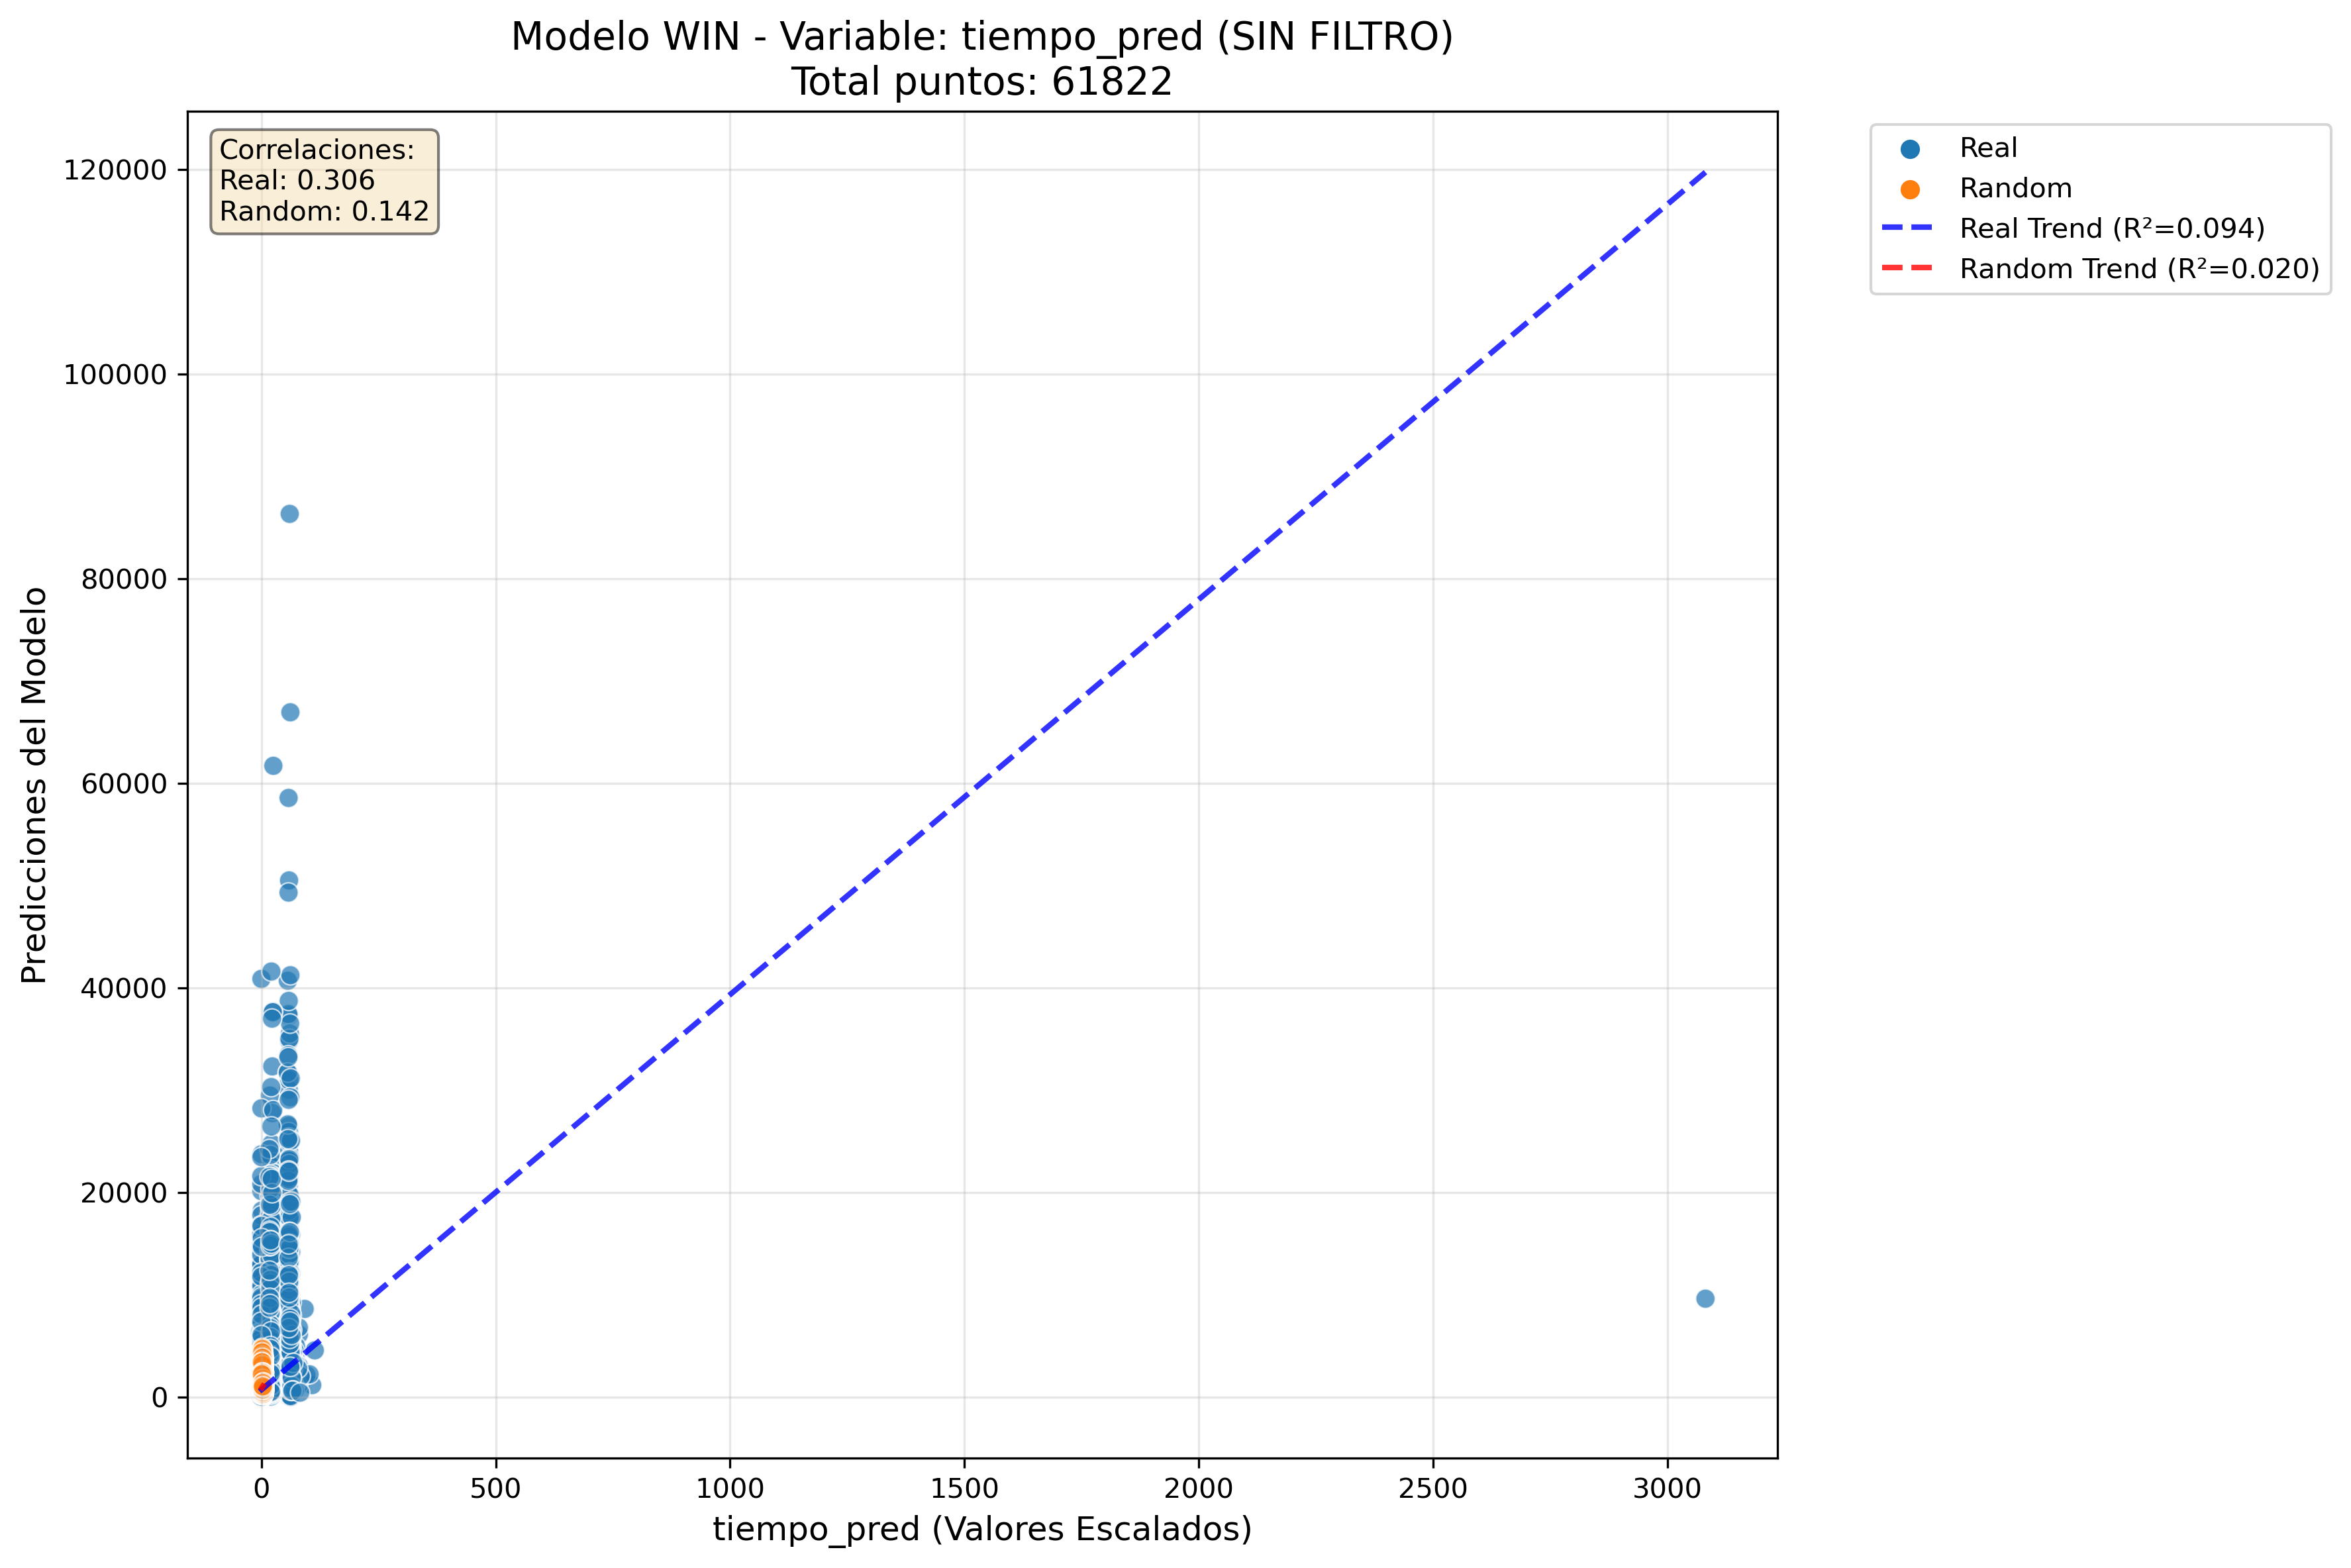 Modelo WIN - Variable: tiempo_pred (SIN FILTRO)
Total puntos: 61822
Correlaciones:
Real: 0.306
Random: 0.142
Real
Random
Real Trend (R²=0.094)
Random Trend (R²=0.020)
Predicciones del Modelo
120000
100000
80000
60000
40000
20000
0
0 500 1000 1500 2000 2500 3000
tiempo_pred (Valores Escalados)